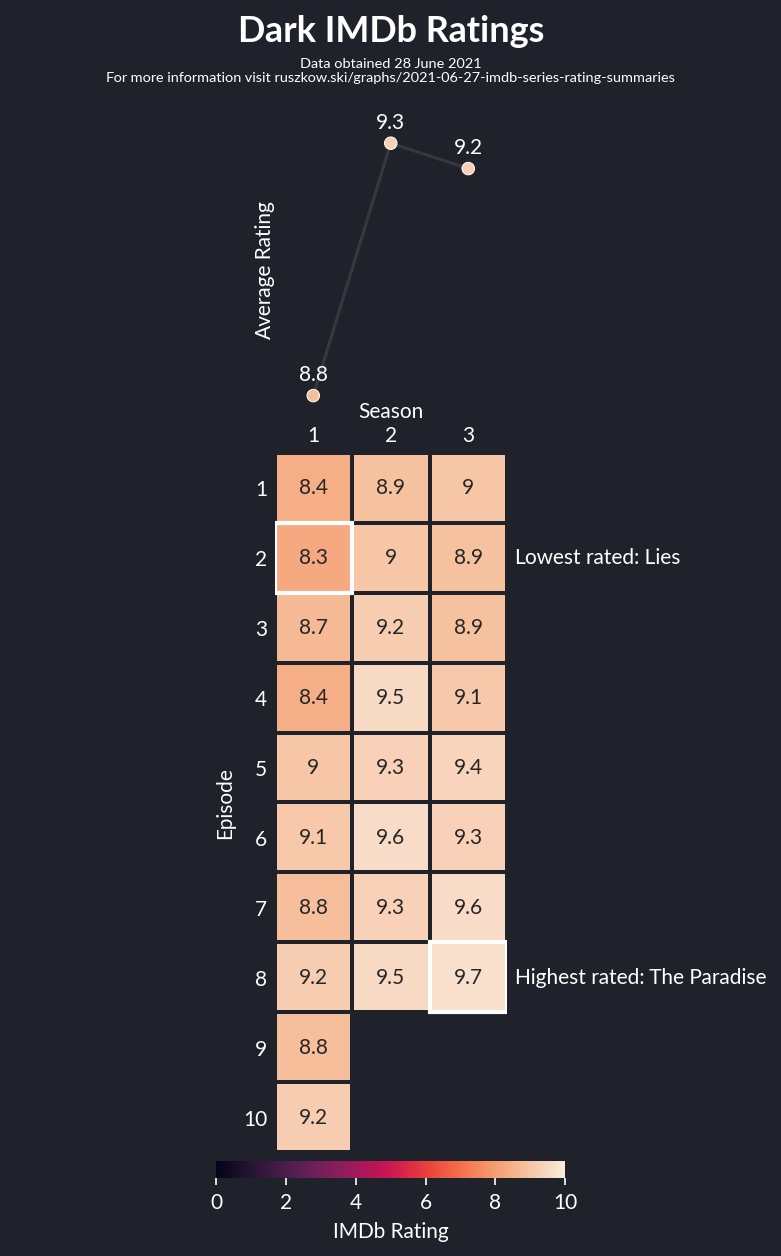 Dark IMDb Ratings
Data obtained 28 June 2021
For more information visit ruszkow.ski/graphs/2021-06-27-imdb-series-rating-summaries
9.3
9.2
Average Rating
8.8
Season
1 2 3
1 8.4 8.9 9
2 8.3 9 8.9 Lowest rated: Lies
3 8.7 9.2 8.9
4 8.4 9.5 9.1
5 9 9.3 9.4
Episode
6 9.1 9.6 9.3
7 8.8 9.3 9.6
8 9.2 9.5 9.7 Highest rated: The Paradise
9 8.8
10 9.2
0 2 4 6 8 10
IMDb Rating